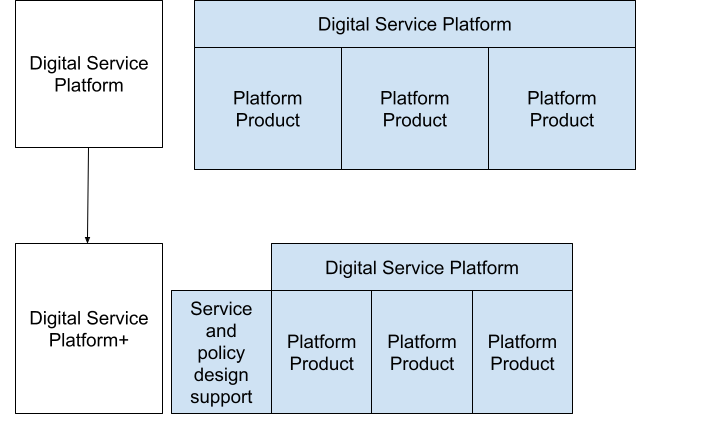 Digital Service
Platform
Digital Service Platform
Platform
Product
Platform
Product
Platform
Product
Digital Service
Platform+
Digital Service Platform
Service
and
policy
design
support
Platform
Product
Platform
Product
Platform
Product